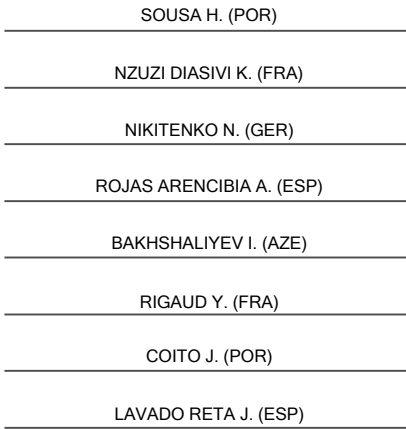 SOUSA H. (POR)
NZUZI DIASIVI K. (FRA)
NIKITENKO N. (GER)
ROJAS ARENCIBIA A. (ESP)
BAKHSHALIYEV I. (AZE)
RIGAUD Y. (FRA)
COITO J. (POR)
LAVADO RETA J. (ESP)